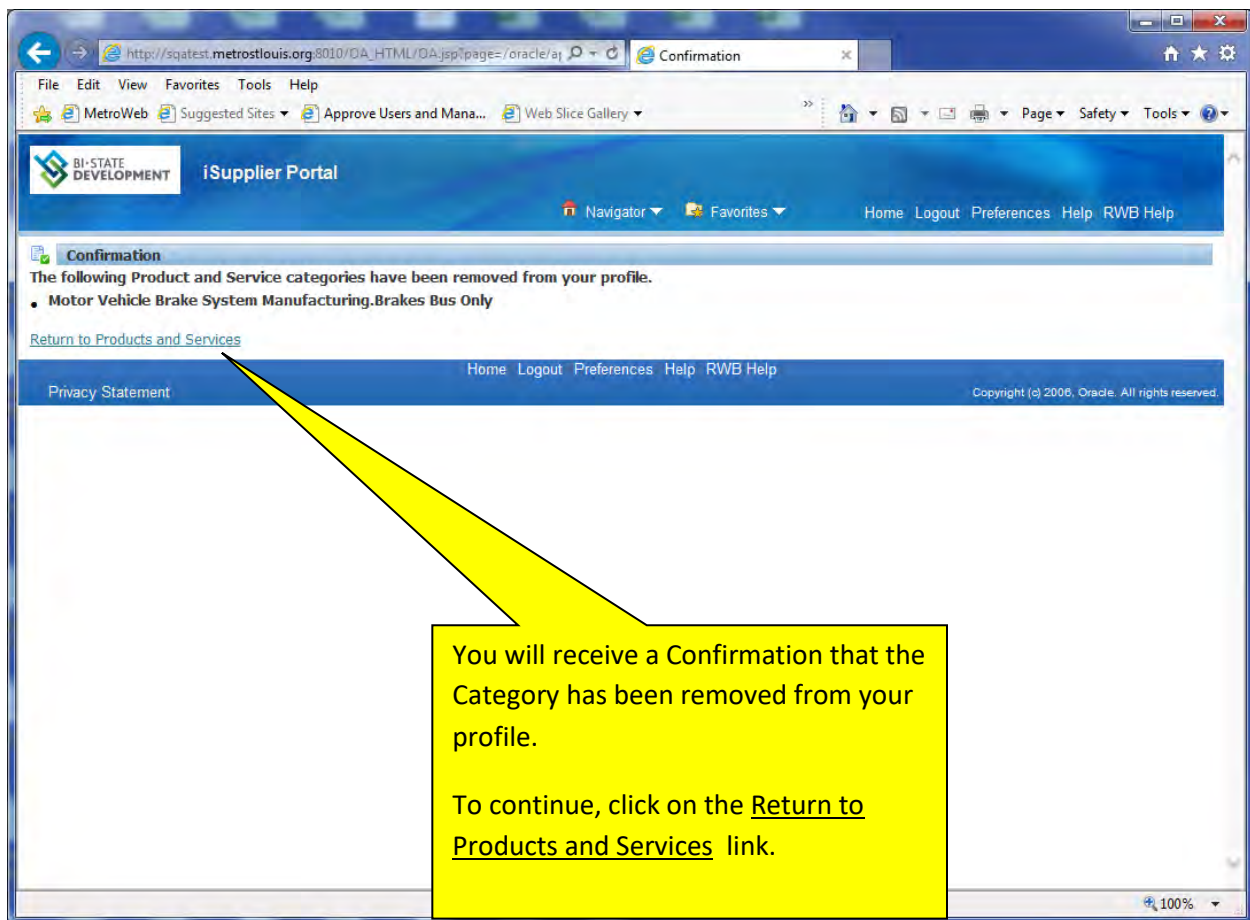 http://sqatest.metrostlouis.org:8010/OA_HTML/OA.jsp?page=/oracle/ap
Confirmation
File Edit View Favorites Tools Help
MetroWeb Suggested Sites Approve Users and Mana... Web Slice Gallery » Page Safety Tools
BI-STATE
DEVELOPMENT
iSupplier Portal
Navigator Favorites Home Logout Preferences Help RWB Help
Confirmation
The following Product and Service categories have been removed from your profile.
• Motor Vehicle Brake System Manufacturing.Brakes Bus Only
Return to Products and Services
Home Logout Preferences Help RWB Help
Privacy Statement
Copyright (c) 2006, Oracle. All rights reserved.
You will receive a Confirmation that the
Category has been removed from your
profile.
To continue, click on the Return to
Products and Services link.
100%